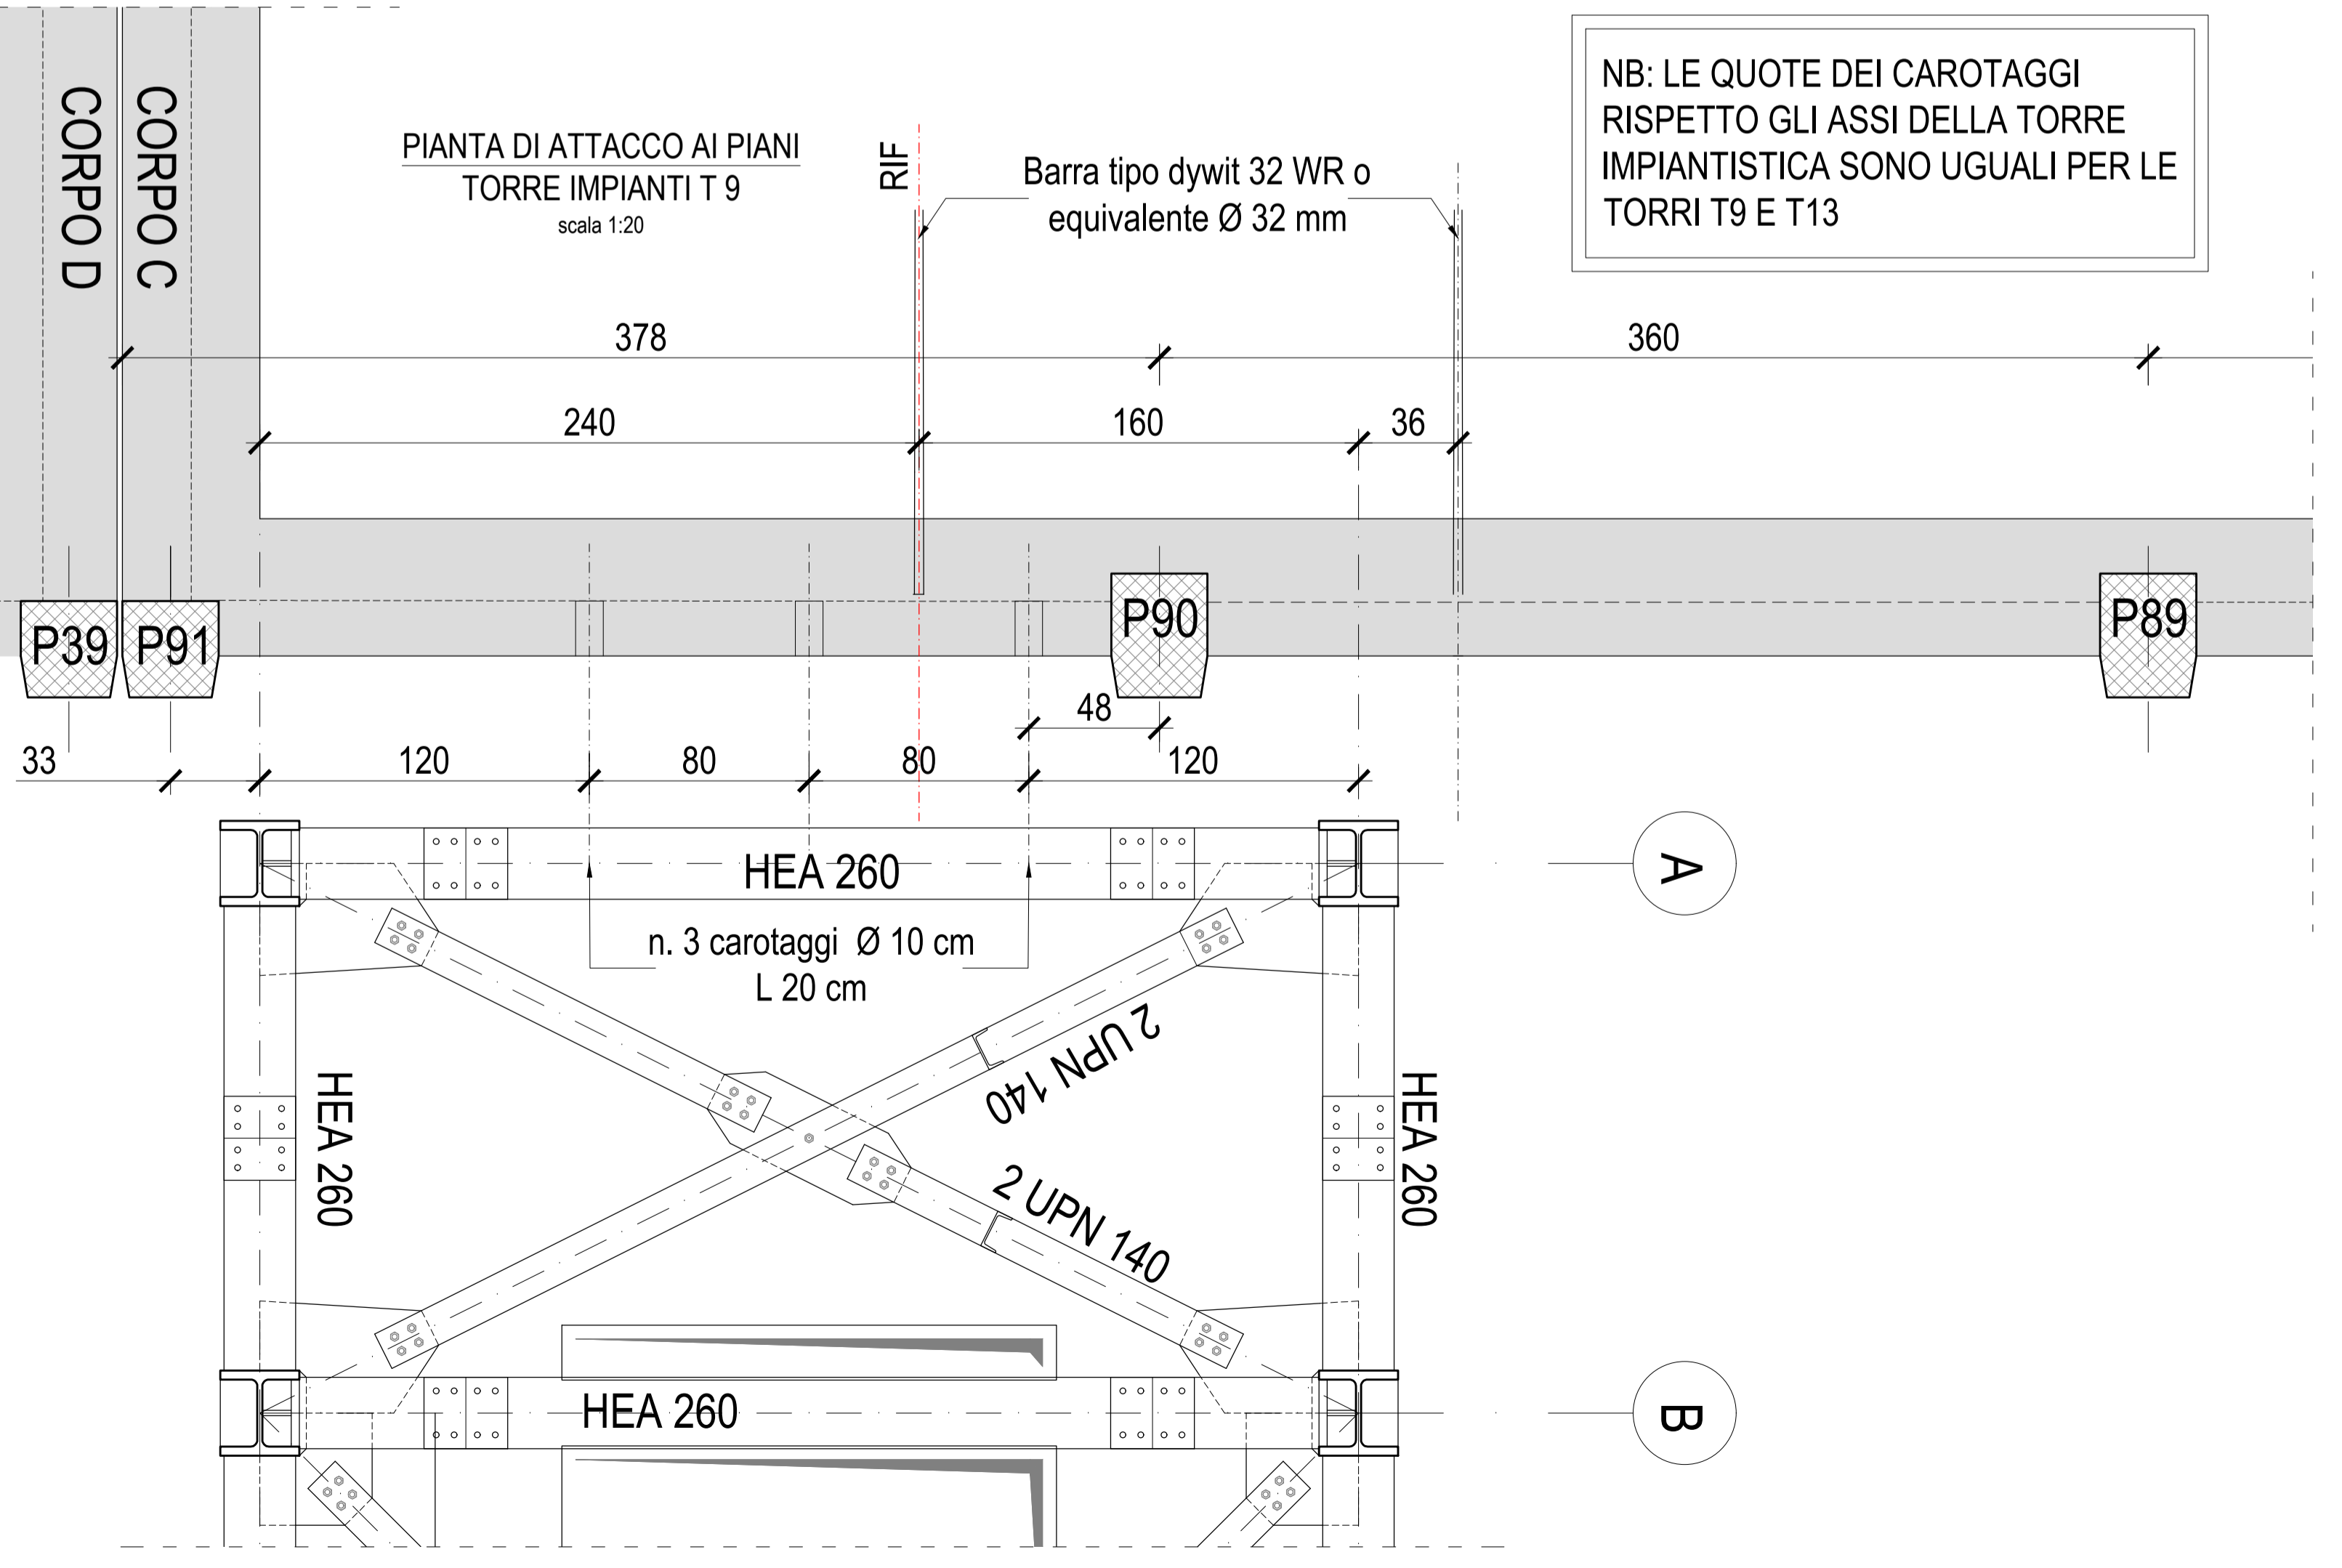 CORPO D
CORPO C
PIANTA DI ATTACCO AI PIANI
TORRE IMPIANTI T 9
scala 1:20
RIF
Barra tipo dywit 32 WR o
equivalente Ø 32 mm
NB: LE QUOTE DEI CAROTAGGI
RISPETTO GLI ASSI DELLA TORRE
IMPIANTISTICA SONO UGUALI PER LE
TORRI T9 E T13
378
360
240
160
36
P39
P91
P90
P89
48
33
120
80
80
120
HEA 260
A
n. 3 carotaggi Ø 10 cm
L 20 cm
2 UPN 140
HEA 260
HEA 260
2 UPN 140
HEA 260
B